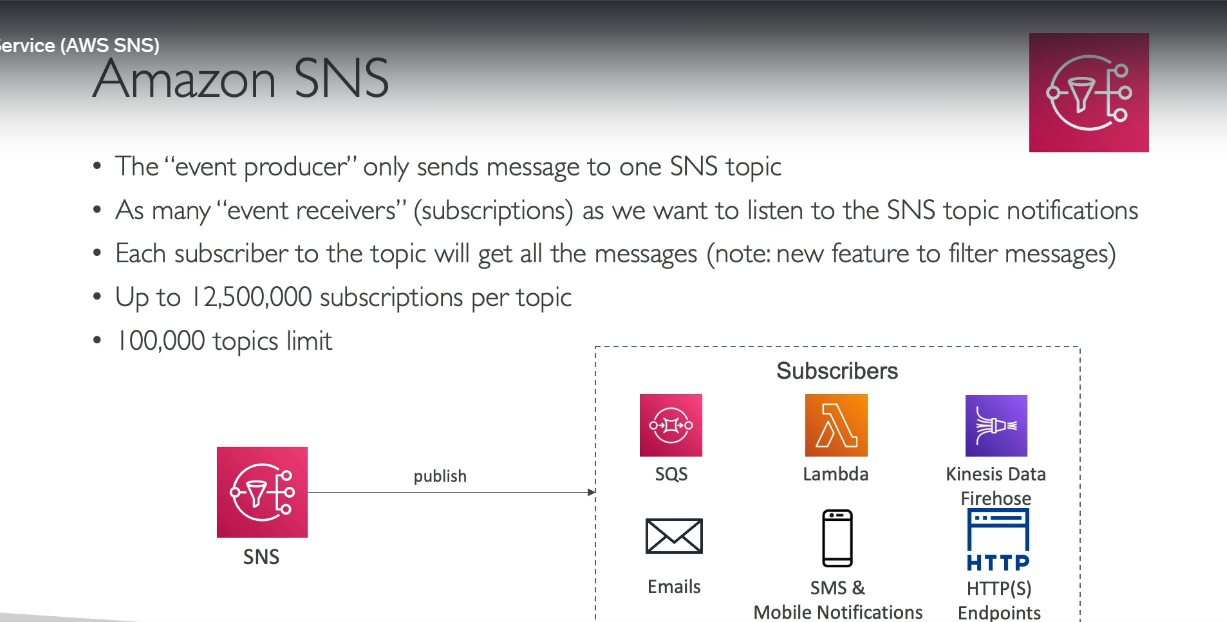 Service (AWS SNS)
Amazon SNS
• The “event producer” only sends message to one SNS topic
• As many “event receivers” (subscriptions) as we want to listen to the SNS topic notifications
• Each subscriber to the topic will get all the messages (note: new feature to filter messages)
• Up to 12,500,000 subscriptions per topic
• 100,000 topics limit
Subscribers
publish
SNS
SQS
Lambda
Kinesis Data
Firehose
Emails
SMS &
Mobile Notifications
HTTP
HTTP(S)
Endpoints